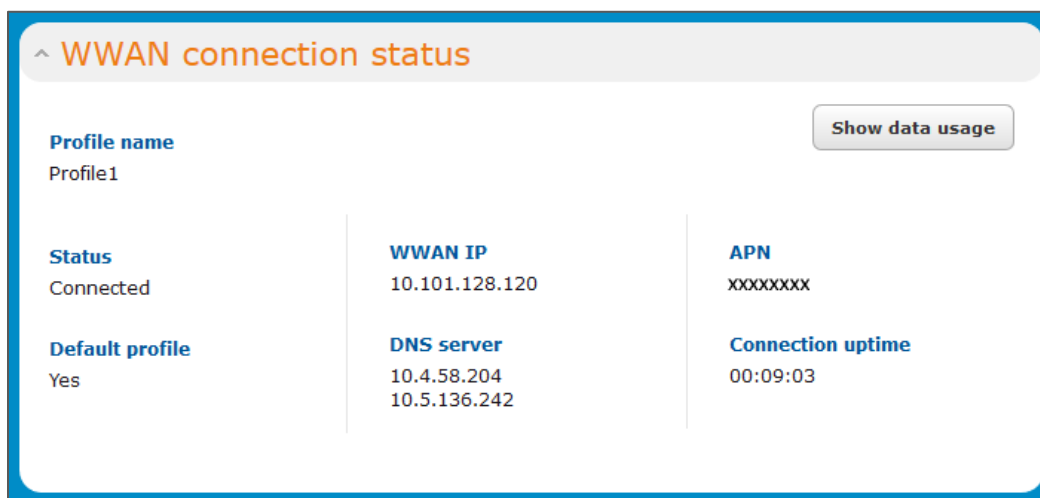 WWAN connection status
Show data usage
Profile name
Profile1
Status
Connected
WWAN IP
10.101.128.120
APN
xxxxxxxx
Default profile
Yes
DNS server
10.4.58.204
10.5.136.242
Connection uptime
00:09:03